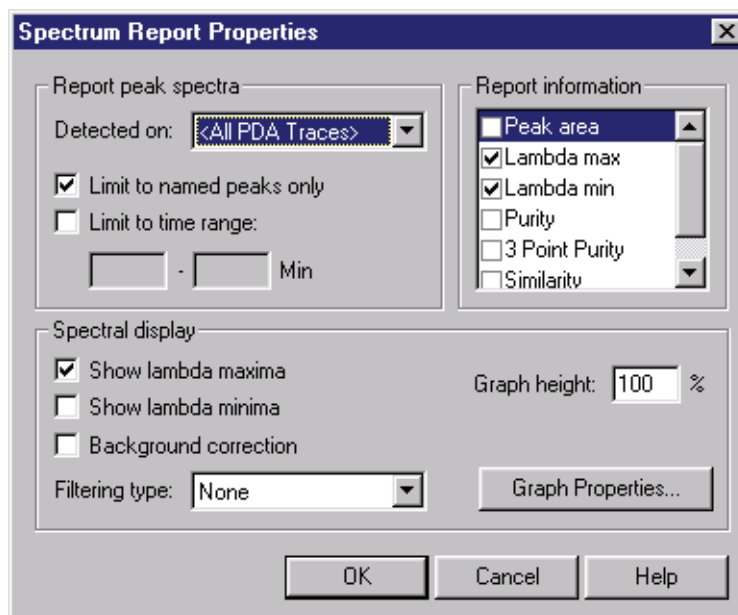 Spectrum Report Properties
Report peak spectra
Detected on: <All PDA Traces>
Limit to named peaks only
Limit to time range:
- Min
Report information
Peak area
Lambda max
Lambda min
Purity
3 Point Purity
Similarity
Spectral display
Show lambda maxima
Show lambda minima
Background correction
Filtering type: None
Graph height: 100 %
Graph Properties...
OK
Cancel
Help